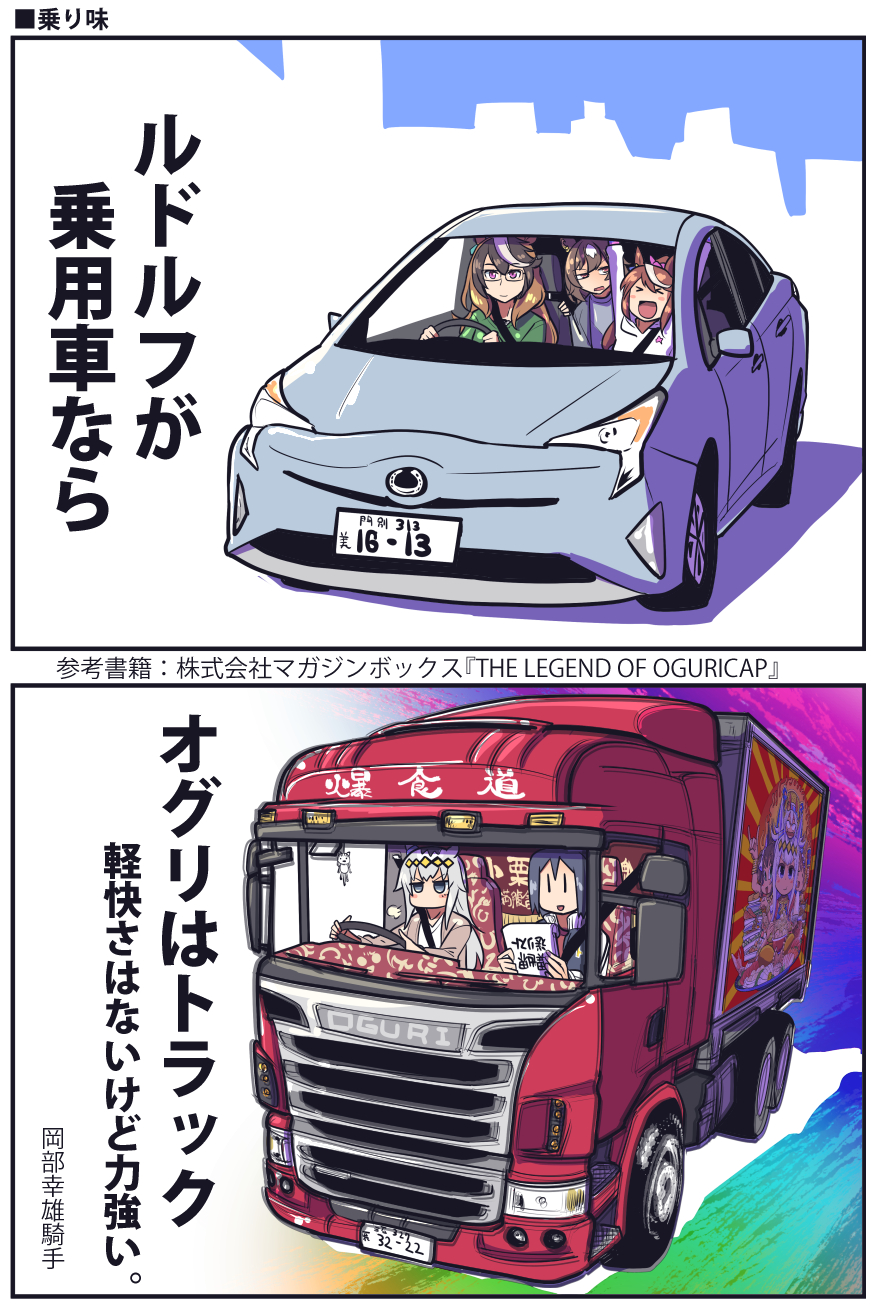 ■乗り味
ルドルフが
乗用車なら
門別 313
美 16-13
参考書籍：株式会社マガジンボックス『THE LEGEND OF OGURICAP』
オグリはトラック
軽快さはないけど力強い。
岡部幸雄騎手
爆食道
OGURI
32-22